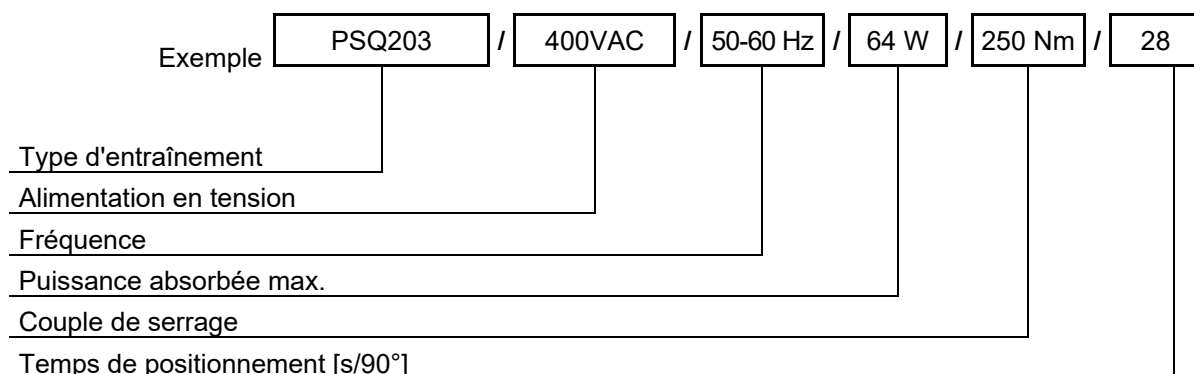 Exemple PSQ203 / 400VAC / 50-60 Hz / 64 W / 250 Nm / 28
Type d'entraînement
Alimentation en tension
Fréquence
Puissance absorbée max.
Couple de serrage
Temps de positionnement [s/90°]